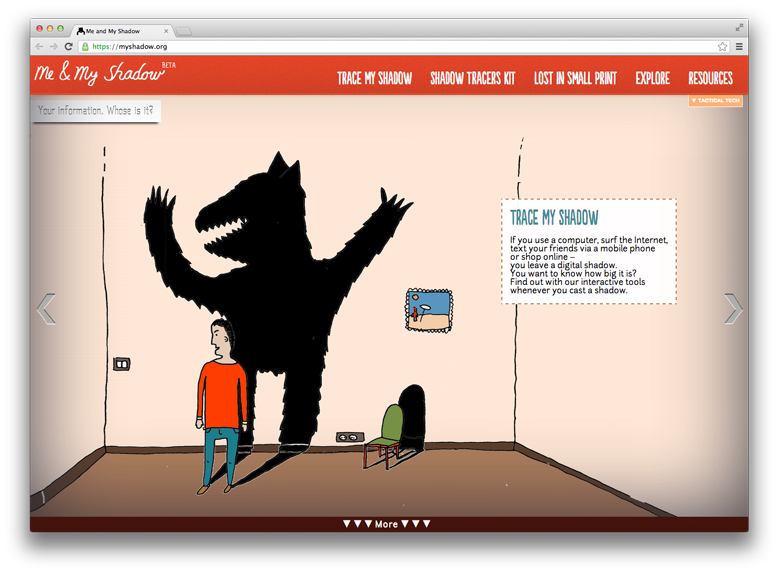 Me and My Shadow
https://myshadow.org
Me & My Shadow BETA
TRACE MY SHADOW
SHADOW TRACERS KIT
LOST IN SMALL PRINT
EXPLORE
RESOURCES
▼ TACTICAL TECH
Your Information. Whose is it?
TRACE MY SHADOW
If you use a computer, surf the Internet,
text your friends via a mobile phone
or shop online –
you leave a digital shadow.
You want to know how big it is?
Find out with our interactive tools
whenever you cast a shadow.
▼ ▼ ▼ More ▼ ▼ ▼